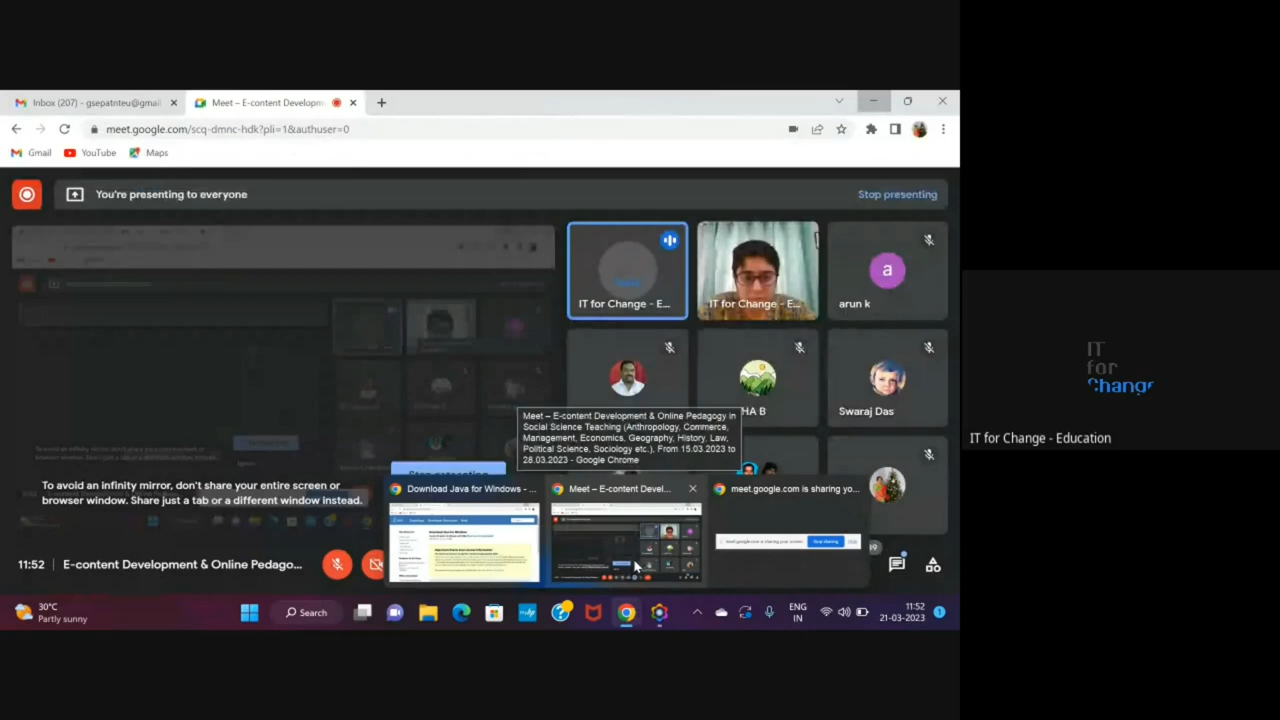 Inbox (207) - gsepatnteu@gmail
Meet – E-content Developm
meet.google.com/scq-dmnc-hdk?pli=1&authuser=0
Gmail
YouTube
Maps
You're presenting to everyone
Stop presenting
IT for Change - E...
IT for Change - E...
a
arun k
HA B
Swaraj Das
Meet – E-content Development & Online Pedagogy in
Social Science Teaching (Anthropology, Commerce,
Management, Economics, Geography, History, Law,
Political Science, Sociology etc.), From 15.03.2023 to
28.03.2023 - Google Chrome
Stop presenting
Download Java for Windows - ...
Meet – E-content Devel...
meet.google.com is sharing yo...
Stop sharing
Hide
To avoid an infinity mirror, don't share your entire screen or
browser window. Share just a tab or a different window instead.
11:52
E-content Development & Online Pedago...
30°C
Partly sunny
Search
ENG
IN
11:52
21-03-2023
1
IT
for
Change
IT for Change - Education